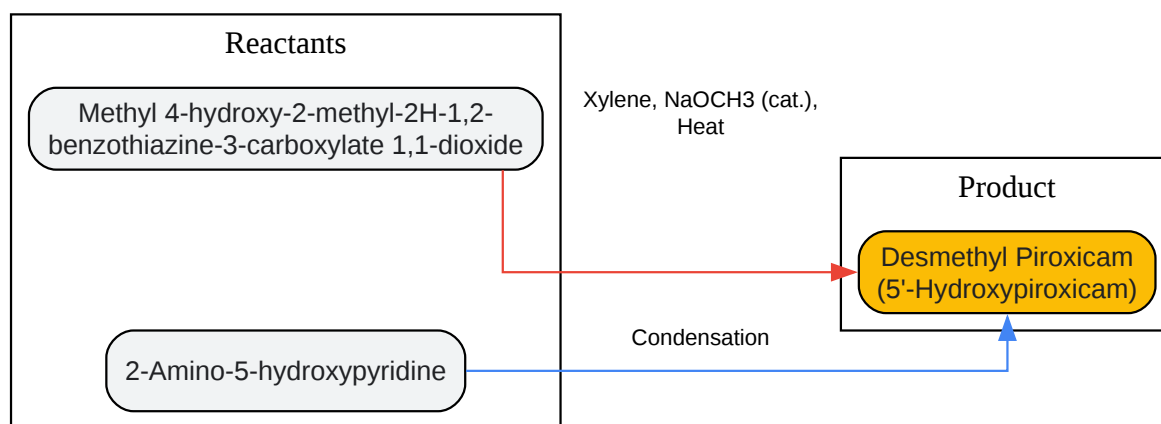 Reactants
Methyl 4-hydroxy-2-methyl-2H-1,2-
benzothiazine-3-carboxylate 1,1-dioxide
Xylene, NaOCH3 (cat.),
Heat
Product
Desmethyl Piroxicam
(5'-Hydroxypiroxicam)
Condensation
2-Amino-5-hydroxypyridine